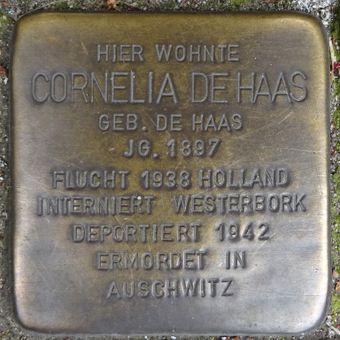 HIER WOHNTE
CORNELIA DE HAAS
GEB. DE HAAS
JG. 1897
FLUCHT 1938 HOLLAND
INTERNIERT WESTERBORK
DEPORTIERT 1942
ERMORDET IN
AUSCHWITZ